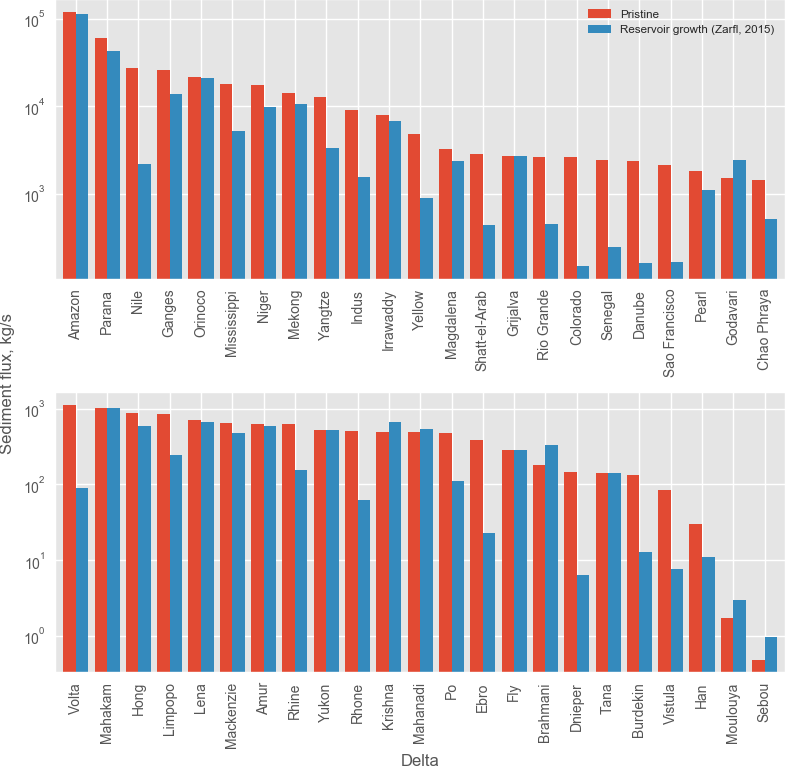 Pristine
Reservoir growth (Zarfl, 2015)
10^5
10^4
10^3
Amazon
Parana
Nile
Ganges
Orinoco
Mississippi
Niger
Mekong
Yangtze
Indus
Irrawaddy
Yellow
Magdalena
Shatt-el-Arab
Grijalva
Rio Grande
Colorado
Senegal
Danube
Sao Francisco
Pearl
Godavari
Chao Phraya
Sediment flux, kg/s
10^3
10^2
10^1
10^0
Volta
Mahakam
Hong
Limpopo
Lena
Mackenzie
Amur
Rhine
Yukon
Rhone
Krishna
Mahanadi
Po
Ebro
Fly
Brahmani
Dnieper
Tana
Burdekin
Vistula
Han
Moulouya
Sebou
Delta